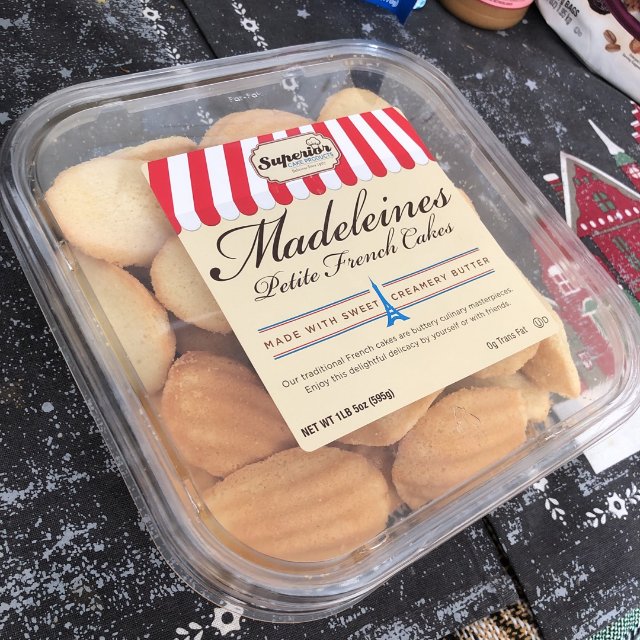 Superior
CAKE PRODUCTS
Madeleines
Petite French Cakes
MADE WITH SWEET CREAMERY BUTTER
Our traditional French cakes are buttery culinary masterpieces.
Enjoy this delightful delicacy by yourself or with friends.
0g Trans Fat Ⓤ D
NET WT 1LB 5oz (595g)